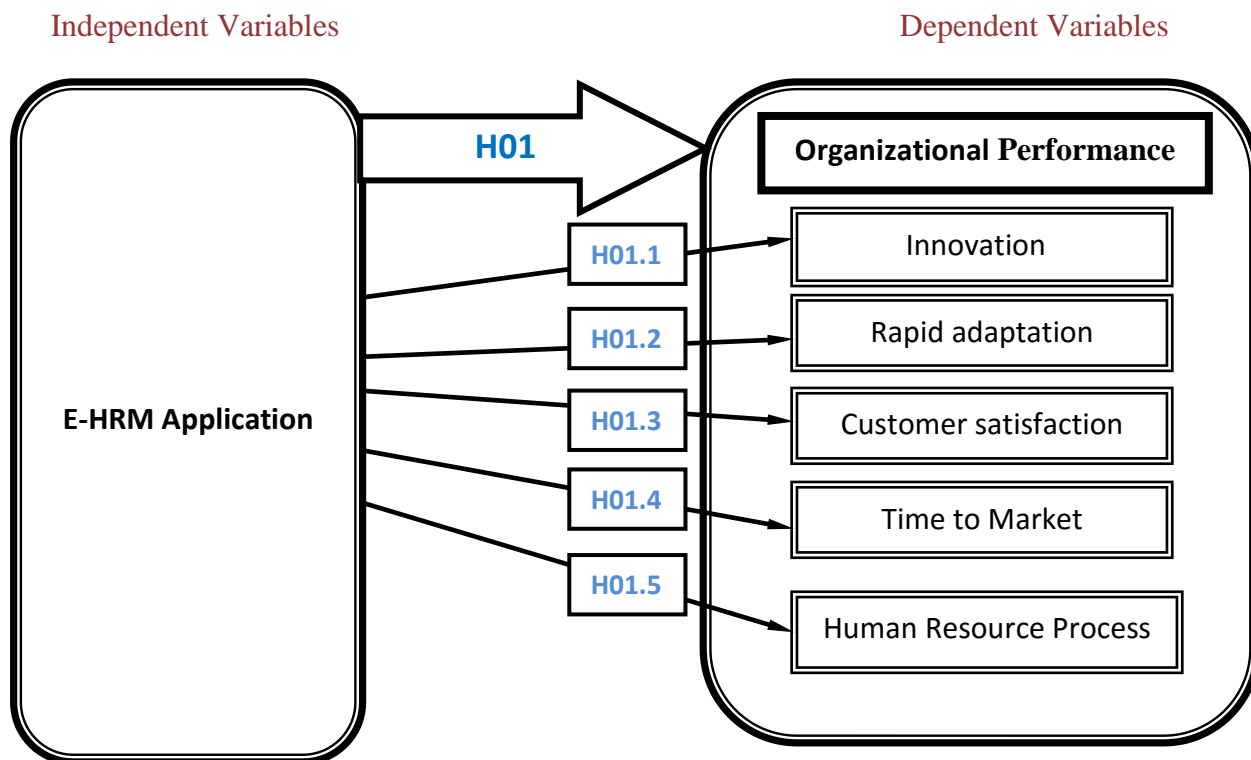 Independent Variables
Dependent Variables
H01
Organizational Performance
H01.1
Innovation
H01.2
Rapid adaptation
E-HRM Application
H01.3
Customer satisfaction
H01.4
Time to Market
H01.5
Human Resource Process